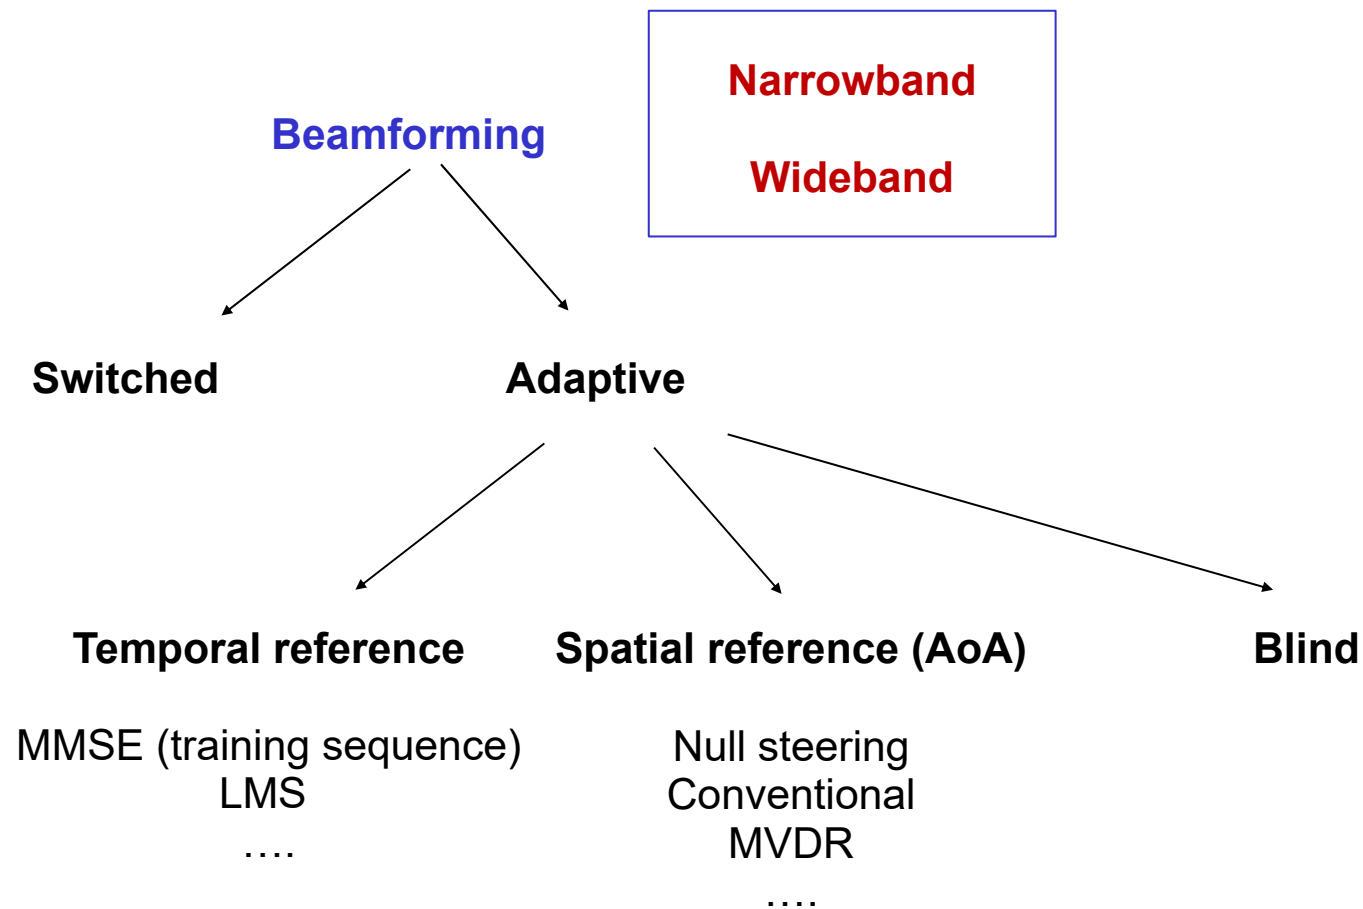 Narrowband
Beamforming
Wideband
Switched
Adaptive
Temporal reference
Spatial reference (AoA)
Blind
MMSE (training sequence)
LMS
….
Null steering
Conventional
MVDR
….